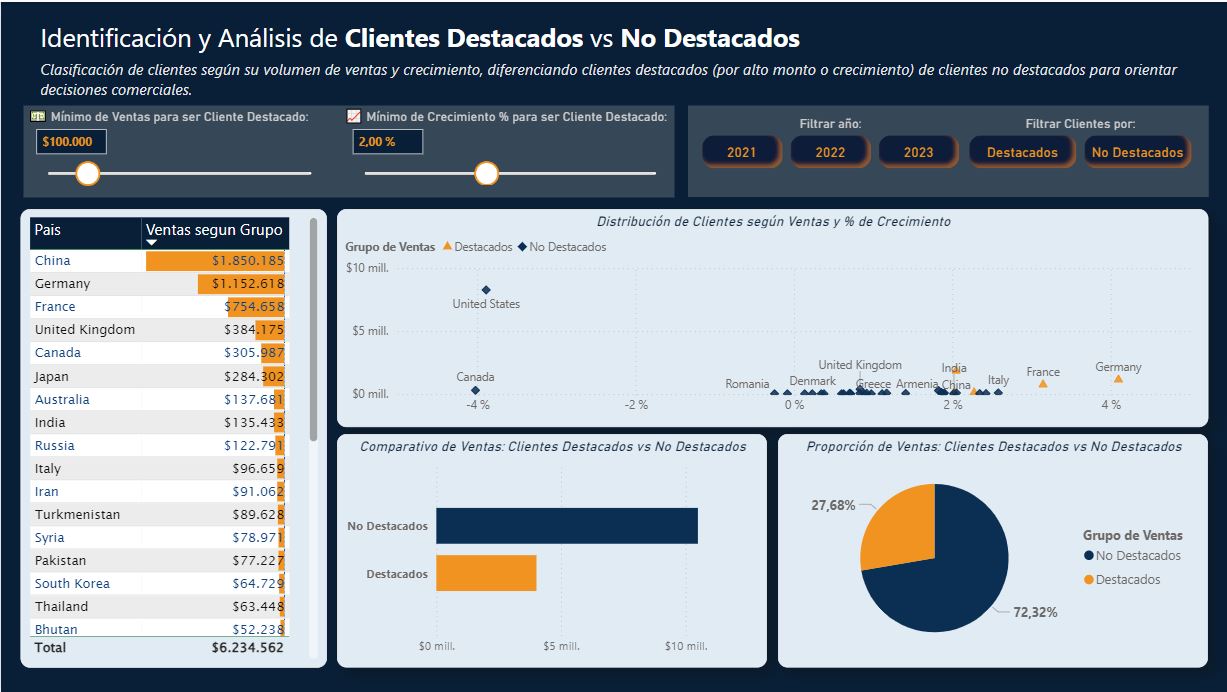 Identificación y Análisis de Clientes Destacados vs No Destacados
Clasificación de clientes según su volumen de ventas y crecimiento, diferenciando clientes destacados (por alto monto o crecimiento) de clientes no destacados para orientar
decisiones comerciales.
Mínimo de Ventas para ser Cliente Destacado:
$100.000
Mínimo de Crecimiento % para ser Cliente Destacado:
2,00 %
Filtrar año:
2021 2022 2023
Filtrar Clientes por:
Destacados No Destacados
Pais Ventas segun Grupo
China $1.850.185
Germany $1.152.618
France $754.658
United Kingdom $384.175
Canada $305.987
Japan $284.302
Australia $137.681
India $135.433
Russia $122.791
Italy $96.659
Iran $91.062
Turkmenistan $89.628
Syria $78.971
Pakistan $77.227
South Korea $64.729
Thailand $63.448
Bhutan $52.238
Total $6.234.562
Distribución de Clientes según Ventas y % de Crecimiento
Grupo de Ventas Destacados No Destacados
$10 mill.
United States
$5 mill.
United Kingdom
India
France
Germany
Canada
Romania
Denmark
Greece
Armenia
China
Italy
$0 mill.
-4 % -2 % 0 % 2 % 4 %
Comparativo de Ventas: Clientes Destacados vs No Destacados
No Destacados
Destacados
$0 mill. $5 mill. $10 mill.
Proporción de Ventas: Clientes Destacados vs No Destacados
27,68%
72,32%
Grupo de Ventas
No Destacados
Destacados